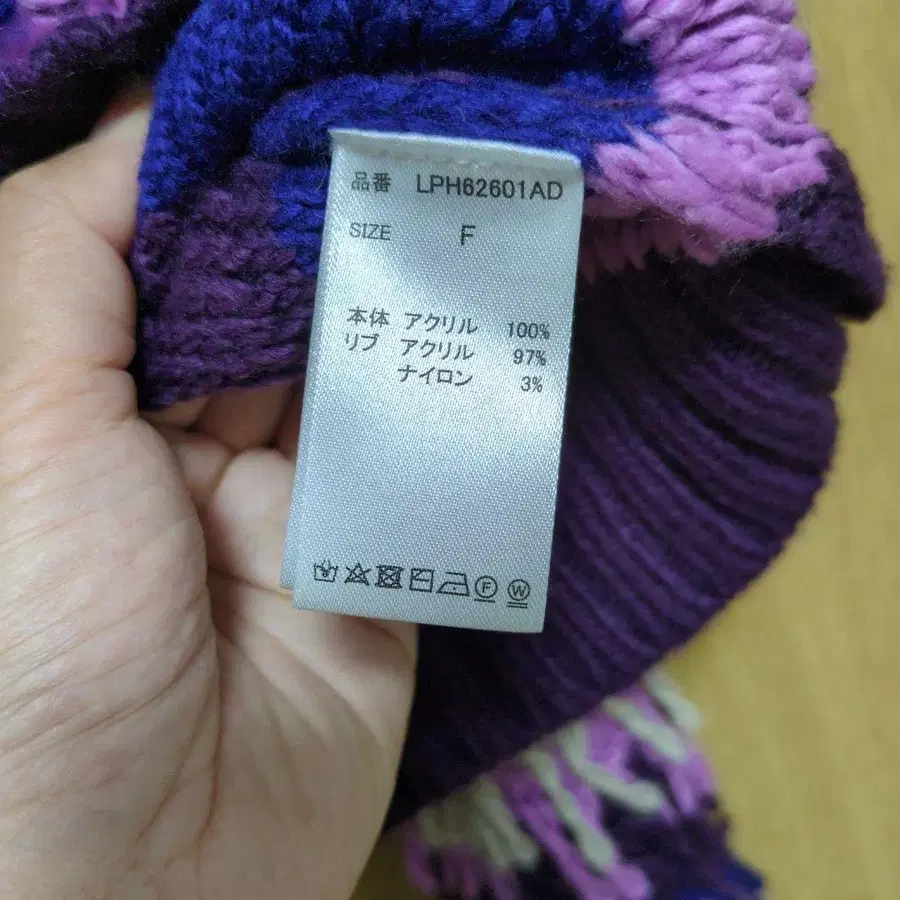 品番 LPH62601AD
SIZE F
本体 アクリル 100%
リブ アクリル 97%
ナイロン 3%
F W